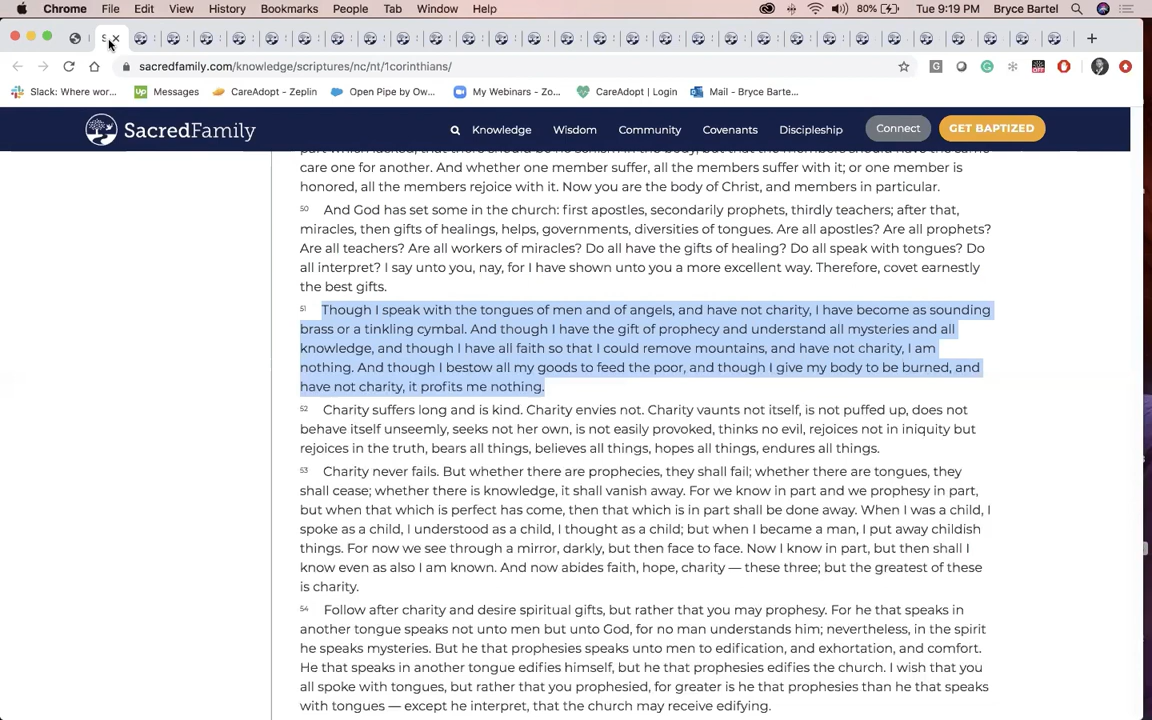 Chrome File Edit View History Bookmarks People Tab Window Help 80% Tue 9:19 PM Bryce Bartel
S
sacredfamily.com/knowledge/scriptures/nc/nt/1corinthians/
Slack: Where wor... Up Messages CareAdopt – Zeplin Open Pipe by Ow... My Webinars - Zo... CareAdopt | Login Mail - Bryce Barte...
SacredFamily Knowledge Wisdom Community Covenants Discipleship Connect GET BAPTIZED
part which lacked, that there should be no schism in the body, but that the members should have the same
care one for another. And whether one member suffer, all the members suffer with it; or one member is
honored, all the members rejoice with it. Now you are the body of Christ, and members in particular.
50 And God has set some in the church: first apostles, secondarily prophets, thirdly teachers; after that,
miracles, then gifts of healings, helps, governments, diversities of tongues. Are all apostles? Are all prophets?
Are all teachers? Are all workers of miracles? Do all have the gifts of healing? Do all speak with tongues? Do
all interpret? I say unto you, nay, for I have shown unto you a more excellent way. Therefore, covet earnestly
the best gifts.
51 Though I speak with the tongues of men and of angels, and have not charity, I have become as sounding
brass or a tinkling cymbal. And though I have the gift of prophecy and understand all mysteries and all
knowledge, and though I have all faith so that I could remove mountains, and have not charity, I am
nothing. And though I bestow all my goods to feed the poor, and though I give my body to be burned, and
have not charity, it profits me nothing.
52 Charity suffers long and is kind. Charity envies not. Charity vaunts not itself, is not puffed up, does not
behave itself unseemly, seeks not her own, is not easily provoked, thinks no evil, rejoices not in iniquity but
rejoices in the truth, bears all things, believes all things, hopes all things, endures all things.
53 Charity never fails. But whether there are prophecies, they shall fail; whether there are tongues, they
shall cease; whether there is knowledge, it shall vanish away. For we know in part and we prophesy in part,
but when that which is perfect has come, then that which is in part shall be done away. When I was a child, I
spoke as a child, I understood as a child, I thought as a child; but when I became a man, I put away childish
things. For now we see through a mirror, darkly, but then face to face. Now I know in part, but then shall I
know even as also I am known. And now abides faith, hope, charity — these three; but the greatest of these
is charity.
54 Follow after charity and desire spiritual gifts, but rather that you may prophesy. For he that speaks in
another tongue speaks not unto men but unto God, for no man understands him; nevertheless, in the spirit
he speaks mysteries. But he that prophesies speaks unto men to edification, and exhortation, and comfort.
He that speaks in another tongue edifies himself, but he that prophesies edifies the church. I wish that you
all spoke with tongues, but rather that you prophesied, for greater is he that prophesies than he that speaks
with tongues — except he interpret, that the church may receive edifying.